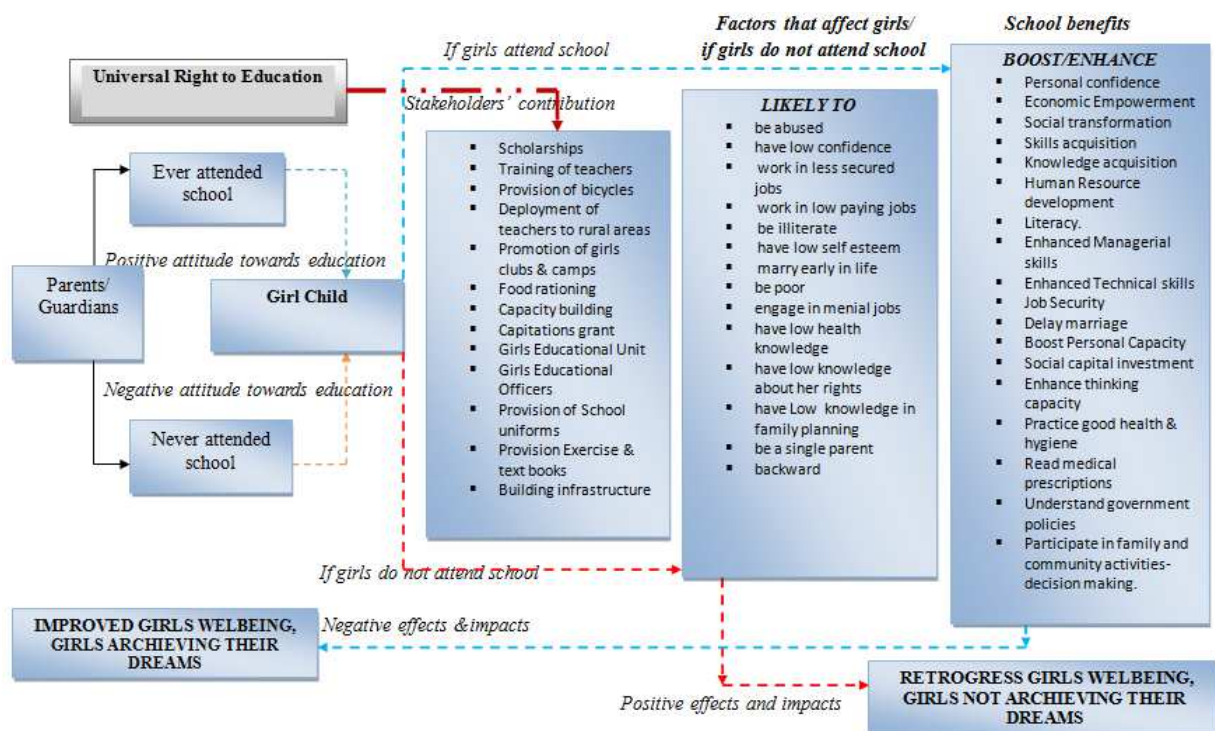 Factors that affect girls/
if girls do not attend school
School benefits
If girls attend school
Universal Right to Education
Stakeholders' contribution
Ever attended
school
Positive attitude towards education
Parents/
Guardians
Girl Child
Negative attitude towards education
Never attended
school
▪ Scholarships
▪ Training of teachers
▪ Provision of bicycles
▪ Deployment of
teachers to rural areas
▪ Promotion of girls
clubs & camps
▪ Food rationing
▪ Capacity building
▪ Capitations grant
▪ Girls Educational Unit
▪ Girls Educational
Officers
▪ Provision of School
uniforms
▪ Provision Exercise &
text books
▪ Building infrastructure
LIKELY TO
▪ be abused
▪ have low confidence
▪ work in less secured
jobs
▪ work in low paying jobs
▪ be illiterate
▪ have low self esteem
▪ marry early in life
▪ be poor
▪ engage in menial jobs
▪ have low health
knowledge
▪ have low knowledge
about her rights
▪ have Low knowledge in
family planning
▪ be a single parent
▪ backward
BOOST/ENHANCE
▪ Personal confidence
▪ Economic Empowerment
▪ Social transformation
▪ Skills acquisition
▪ Knowledge acquisition
▪ Human Resource
development
▪ Literacy.
▪ Enhanced Managerial
skills
▪ Enhanced Technical skills
▪ Job Security
▪ Delay marriage
▪ Boost Personal Capacity
▪ Social capital investment
▪ Enhance thinking
capacity
▪ Practice good health &
hygiene
▪ Read medical
prescriptions
▪ Understand government
policies
▪ Participate in family and
community activities-
decision making.
If girls do not attend school
IMPROVED GIRLS WELBEING,
GIRLS ARCHIEVING THEIR
DREAMS
Negative effects &impacts
Positive effects and impacts
RETROGRESS GIRLS WELBEING,
GIRLS NOT ARCHIEVING THEIR
DREAMS